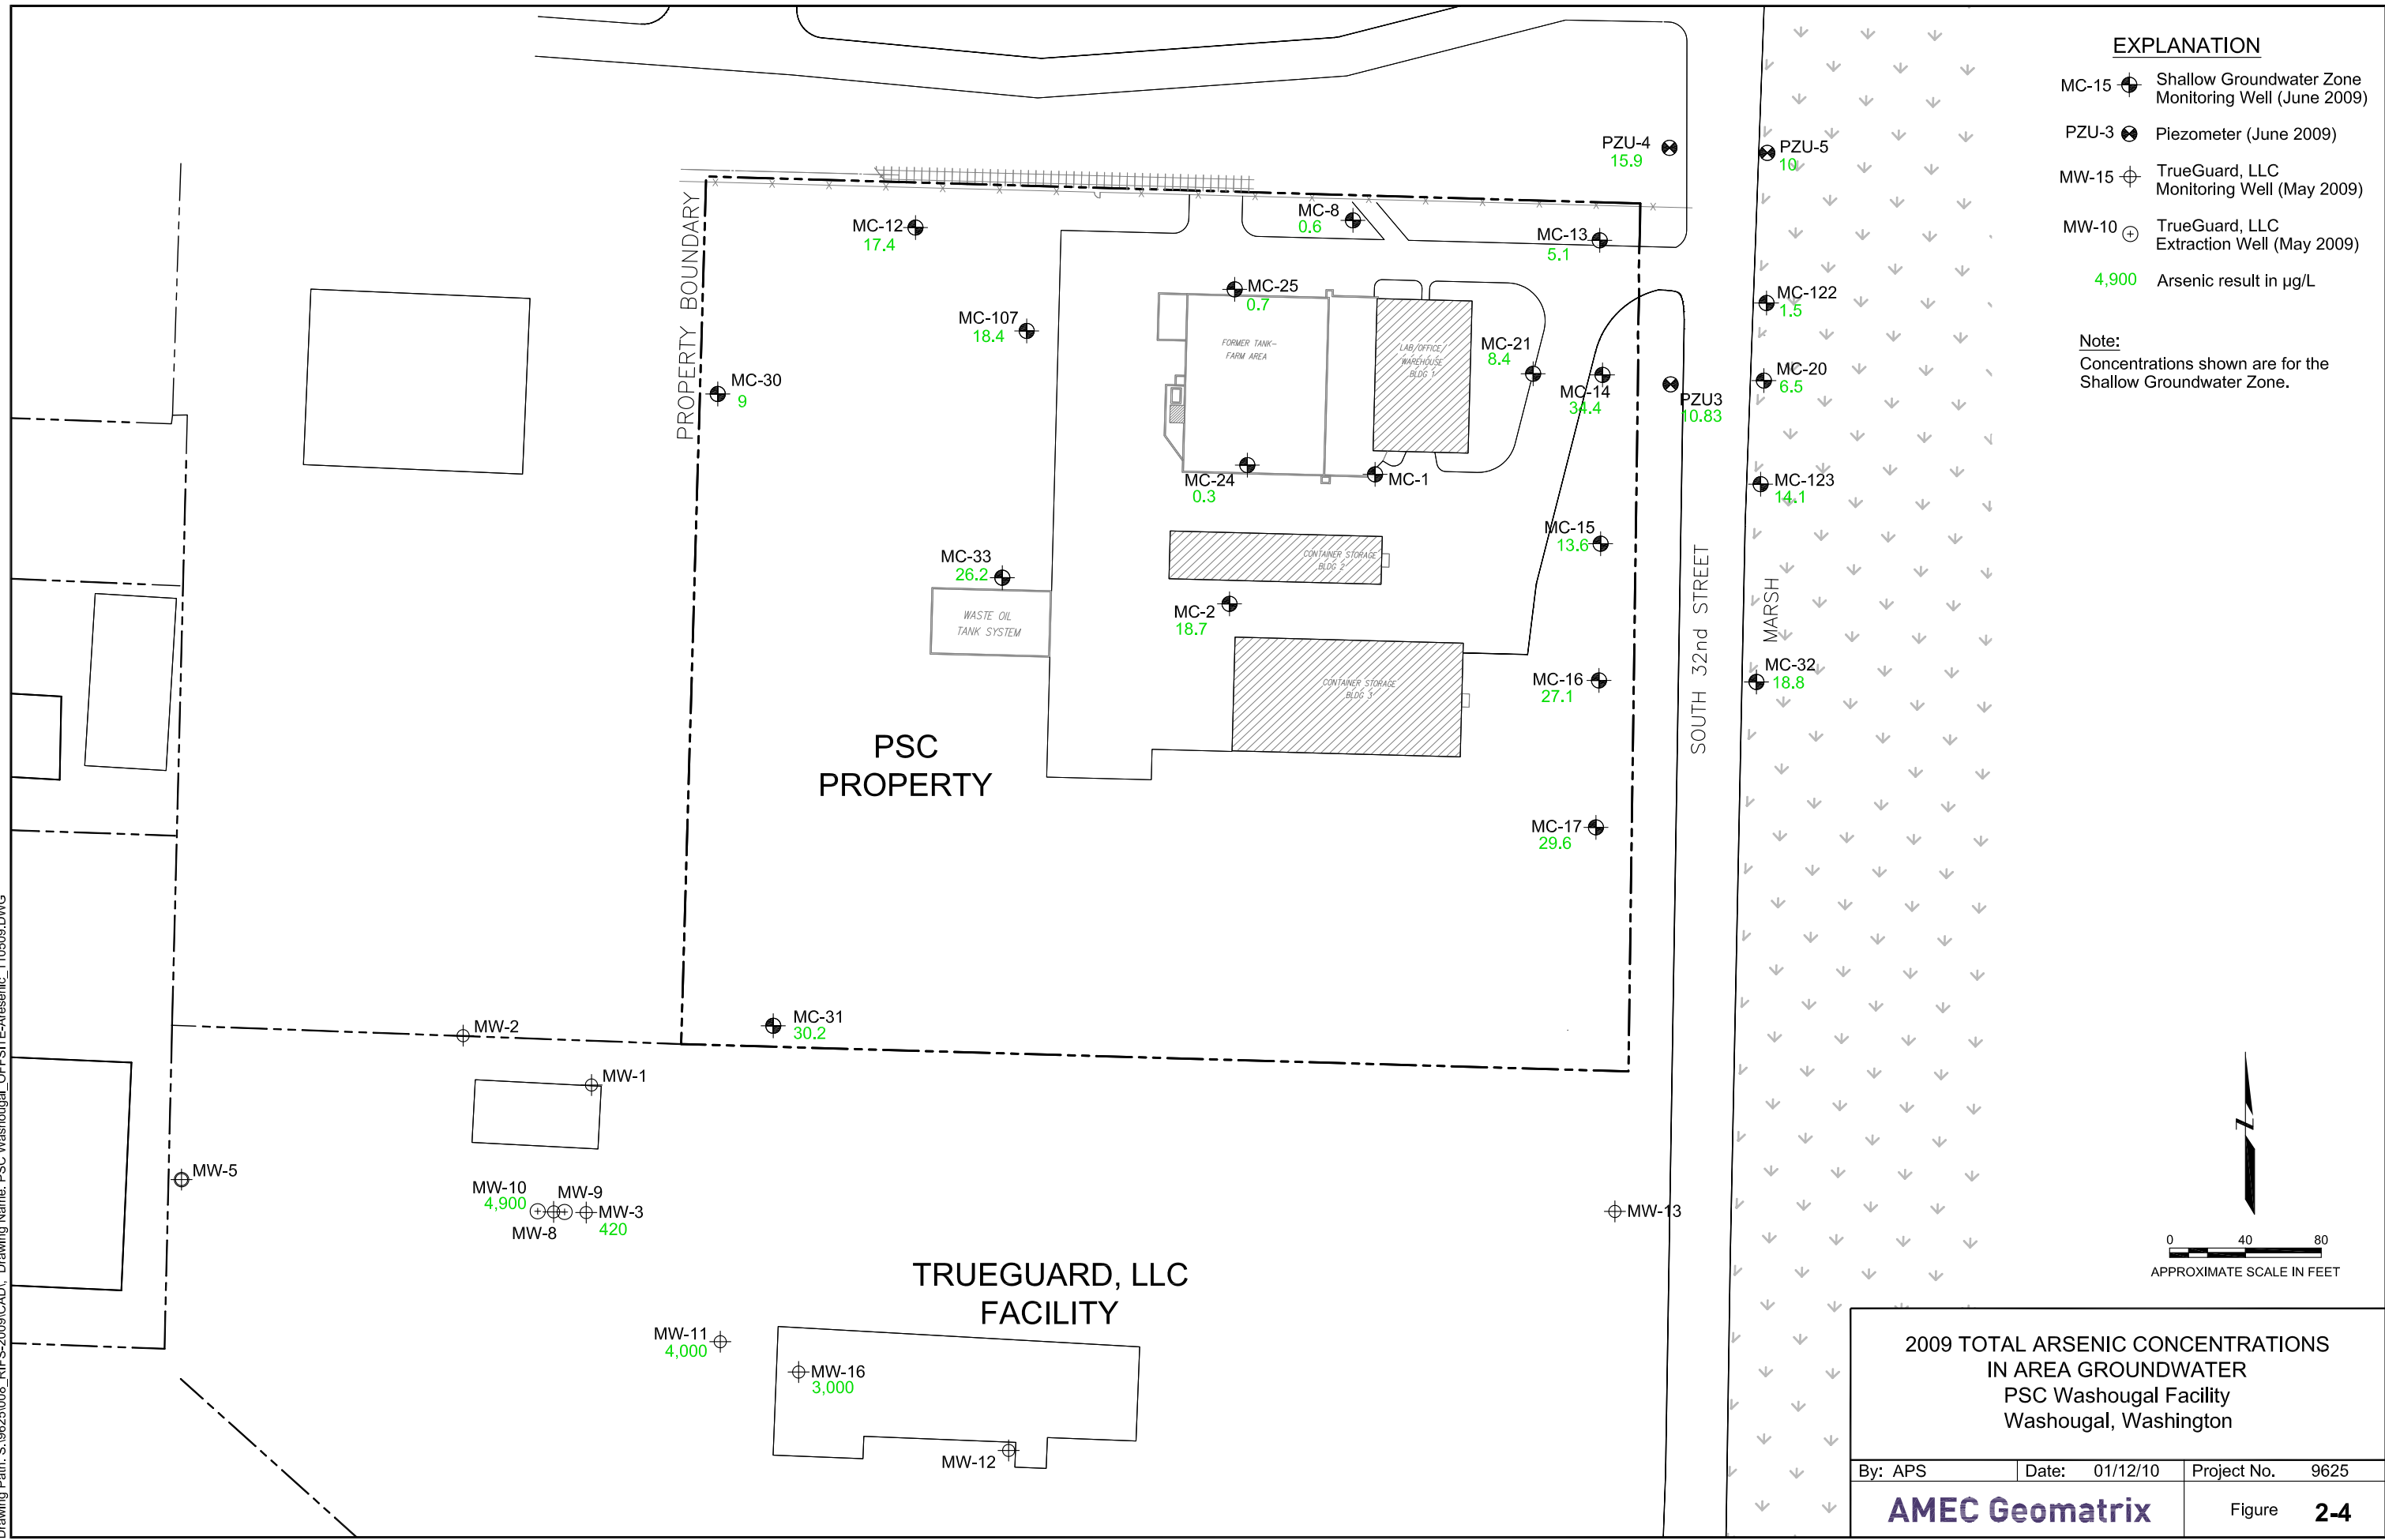 EXPLANATION
MC-15 Shallow Groundwater Zone
Monitoring Well (June 2009)
PZU-3 Piezometer (June 2009)
MW-15 TrueGuard, LLC
Monitoring Well (May 2009)
MW-10 TrueGuard, LLC
Extraction Well (May 2009)
4,900 Arsenic result in µg/L
Note:
Concentrations shown are for the
Shallow Groundwater Zone.
PZU-4
15.9
PZU-5
10
MC-12
17.4
MC-8
0.6
MC-13
5.1
PROPERTY BOUNDARY
MC-25
0.7
MC-122
1.5
MC-107
18.4
FORMER TANK-
FARM AREA
LAB/OFFICE/
WAREHOUSE
BLDG 1
MC-21
8.4
MC-30
9
MC-14
34.4
PZU3
10.83
MC-20
6.5
MC-24
0.3
MC-1
MC-123
14.1
MC-15
13.6
CONTAINER STORAGE
BLDG 2
MC-33
26.2
WASTE OIL
TANK SYSTEM
MC-2
18.7
SOUTH 32nd STREET
MARSH
MC-32
18.8
MC-16
27.1
CONTAINER STORAGE
BLDG 3
PSC
PROPERTY
MC-17
29.6
MC-31
30.2
MW-2
MW-1
MW-5
MW-10
4,900
MW-9
MW-8
MW-3
420
MW-13
TRUEGUARD, LLC
FACILITY
MW-11
4,000
MW-16
3,000
MW-12
0 40 80
APPROXIMATE SCALE IN FEET
2009 TOTAL ARSENIC CONCENTRATIONS
IN AREA GROUNDWATER
PSC Washougal Facility
Washougal, Washington
By: APS Date: 01/12/10 Project No. 9625
AMEC Geomatrix Figure 2-4